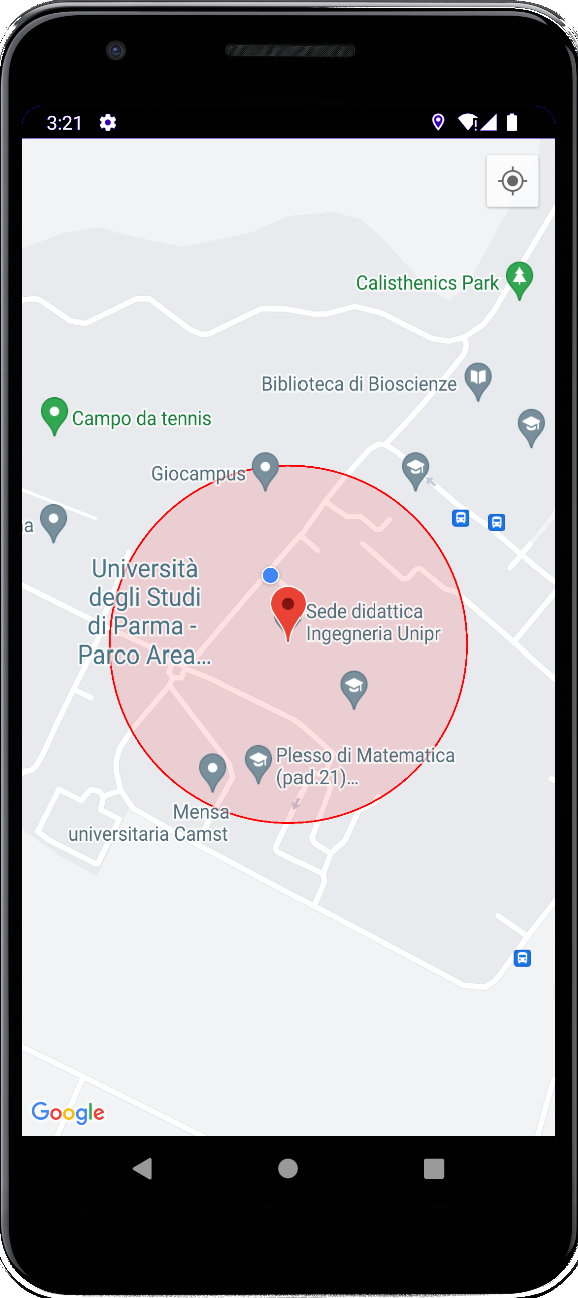 3:21
Calisthenics Park
Biblioteca di Bioscienze
Campo da tennis
Giocampus
a
Università
degli Studi
di Parma -
Parco Area...
Sede didattica
Ingegneria Unipr
Plesso di Matematica
(pad.21)...
Mensa
universitaria Camst
Google